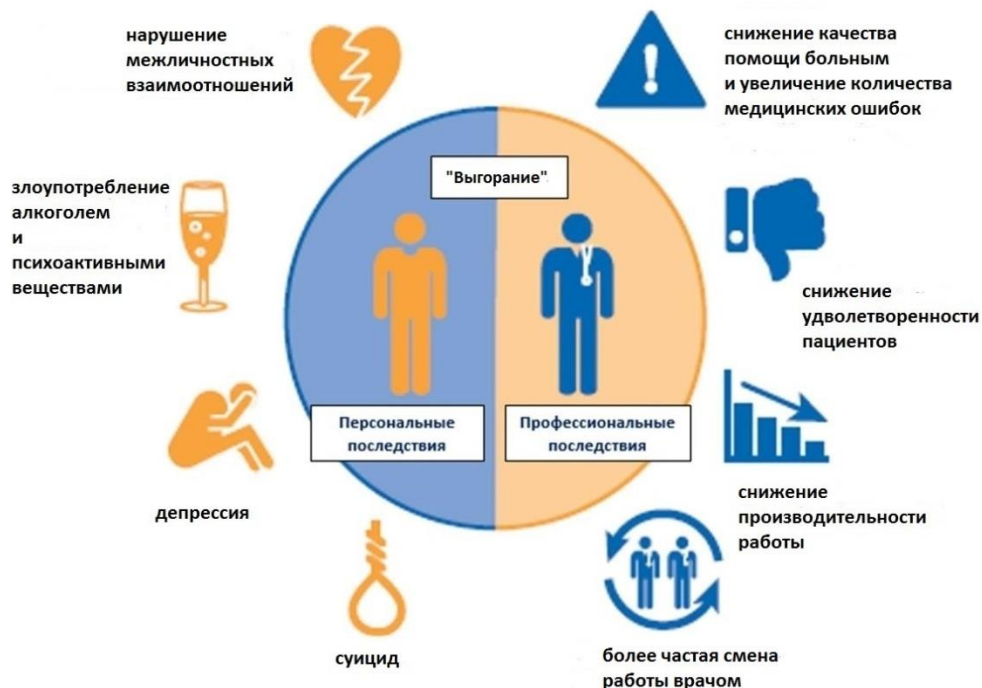 нарушение
межличностных
взаимоотношений
снижение качества
помощи больным
и увеличение количества
медицинских ошибок
"Выгорание"
злоупотребление
алкоголем
и
психоактивными
веществами
снижение
удволетворенности
пациентов
Персональные
последствия
Профессиональные
последствия
депрессия
снижение
производительности
работы
суицид
более частая смена
работы врачом